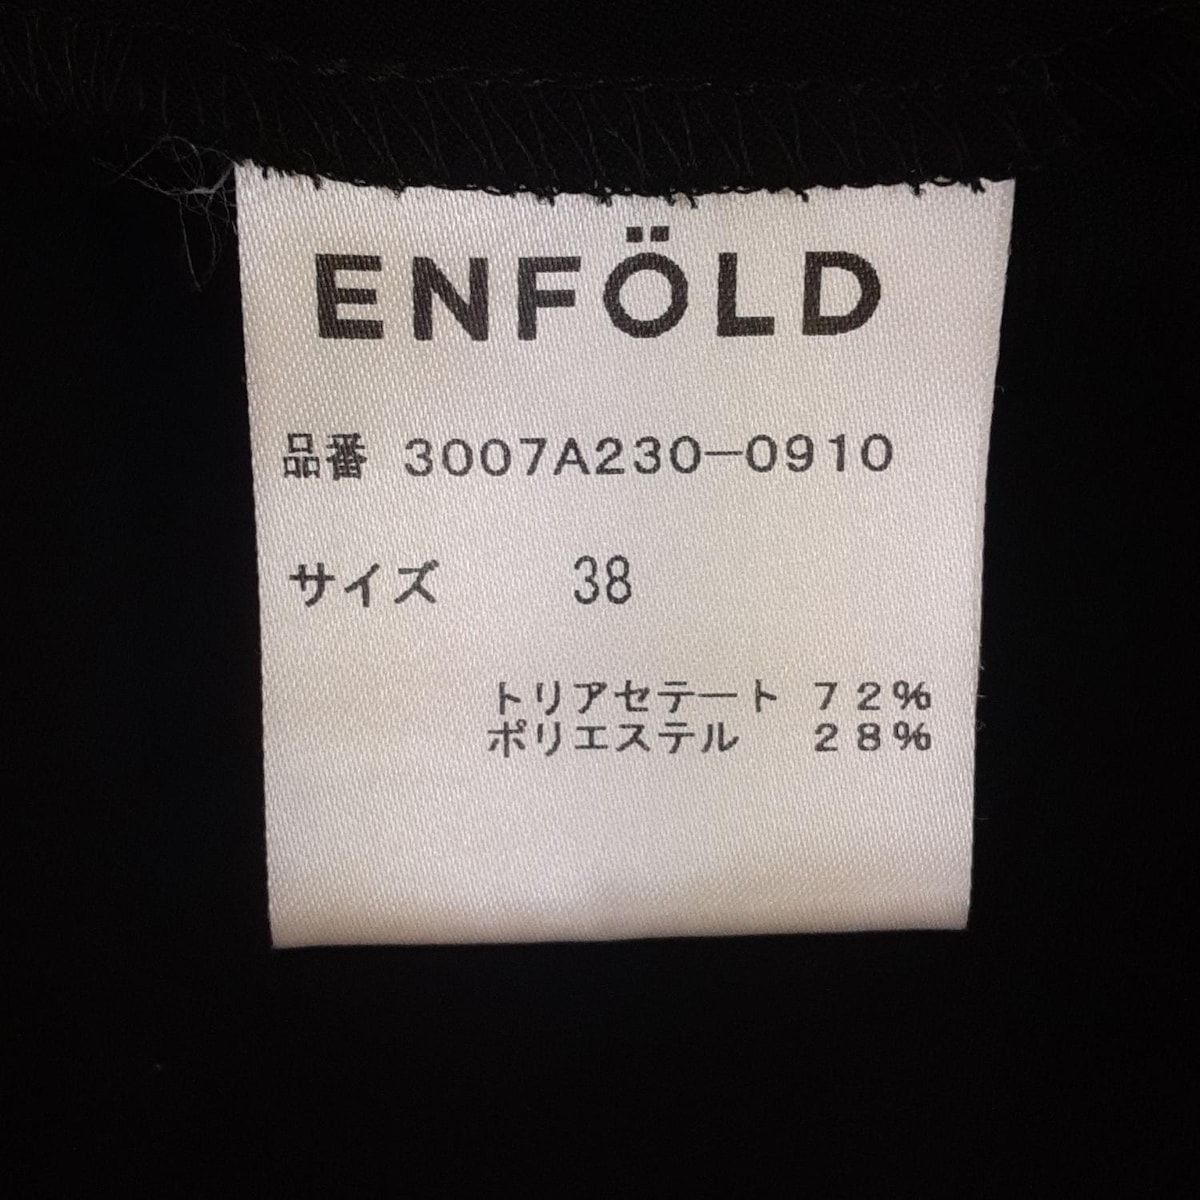 ENFÖLD
品番 3007A230-0910
サイズ 38
トリアセテート 72%
ポリエステル 28%